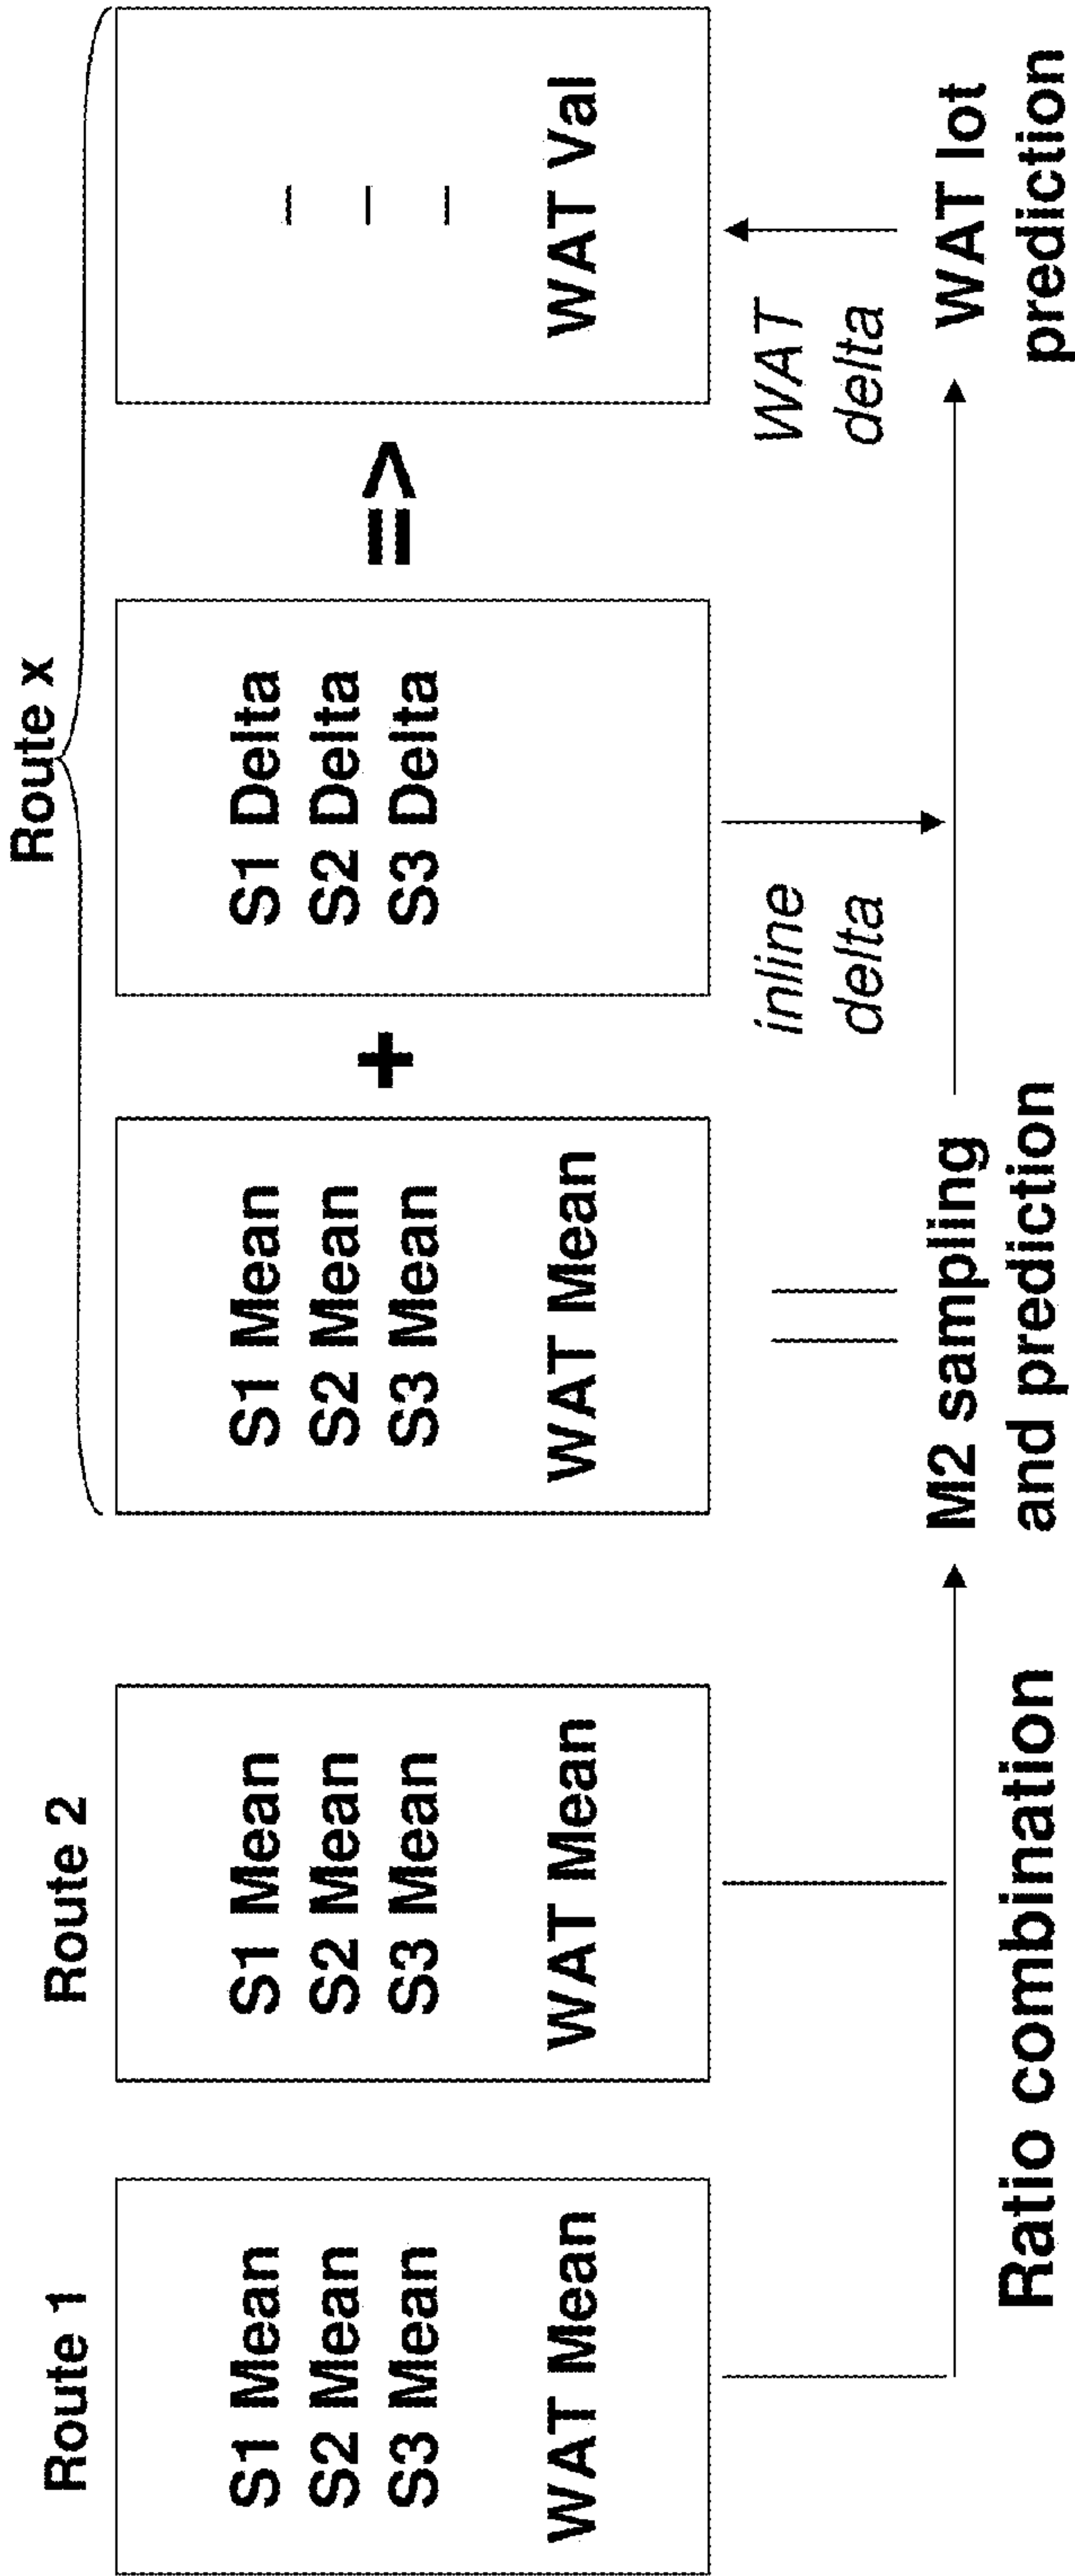 Route 1
S1 Mean
S2 Mean
S3 Mean
WAT Mean
Route 2
S1 Mean
S2 Mean
S3 Mean
WAT Mean
Route x
S1 Mean
S2 Mean
S3 Mean
WAT Mean
+
S1 Delta
S2 Delta
S3 Delta
=>
–
–
–
WAT Val
inline
delta
WAT
delta
Ratio combination
M2 sampling
and prediction
WAT lot
prediction